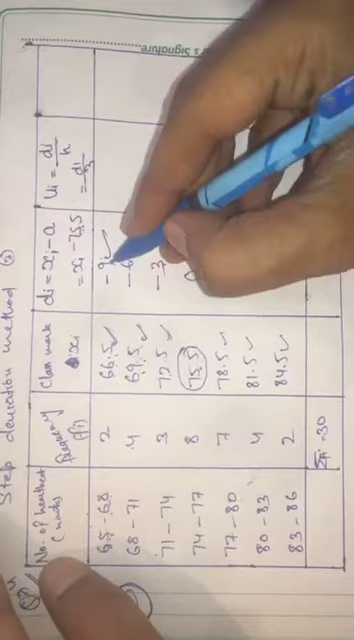 Step deviation method
No. of heartbeat (/min) frequency (fi) Class mark xi di = xi - a = xi - 75.5 ui = di/h = di/3
65 - 68 2 66.5 ✓ - 9 ✓
68 - 71 4 69.5 ✓ - 6
71 - 74 3 72.5 ✓ - 3
74 - 77 8 75.5
77 - 80 7 78.5 ✓
80 - 83 4 81.5 ✓
83 - 86 2 84.5 ✓
Σfi = 30
's Signature